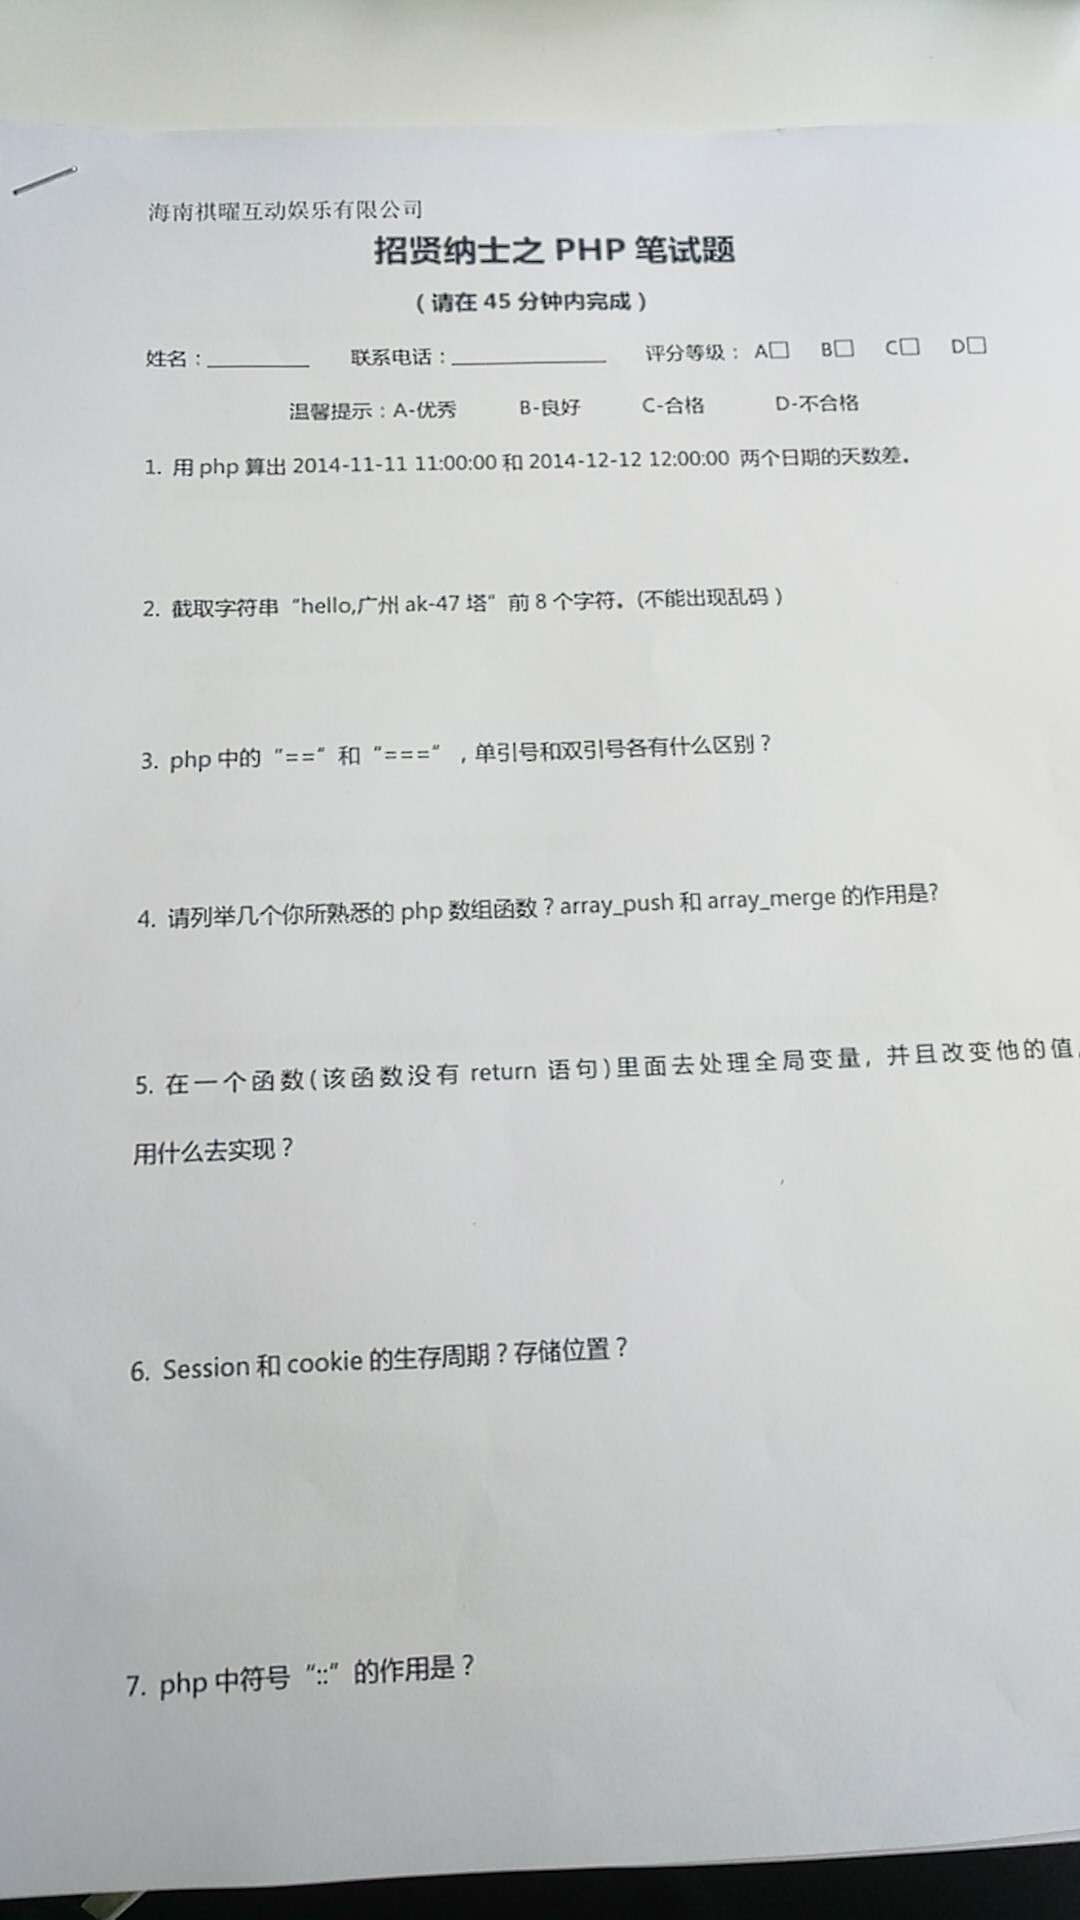 海南祺曜互动娱乐有限公司
招贤纳士之 PHP 笔试题
（请在 45 分钟内完成）
姓名：________ 联系电话：____________ 评分等级： A□ B□ C□ D□
温馨提示：A-优秀 B-良好 C-合格 D-不合格
1. 用 php 算出 2014-11-11 11:00:00 和 2014-12-12 12:00:00 两个日期的天数差。
2. 截取字符串“hello,广州 ak-47 塔”前 8 个字符。(不能出现乱码）
3. php 中的“==”和“===”，单引号和双引号各有什么区别？
4. 请列举几个你所熟悉的 php 数组函数？array_push 和 array_merge 的作用是?
5. 在一个函数(该函数没有 return 语句)里面去处理全局变量，并且改变他的值，
用什么去实现？
6. Session 和 cookie 的生存周期？存储位置？
7. php 中符号“::”的作用是？